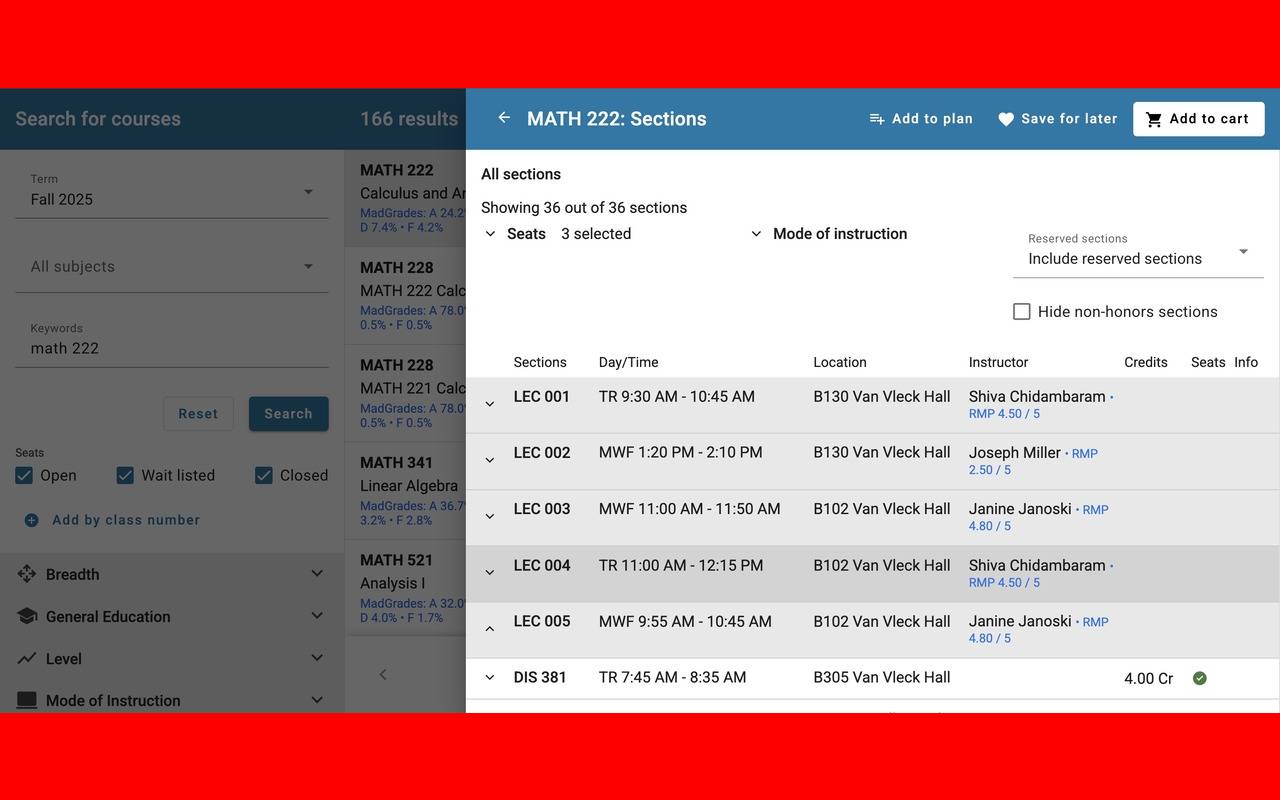 Search for courses
166 results
Term
Fall 2025
All subjects
Keywords
math 222
Reset
Search
Seats
Open
Wait listed
Closed
Add by class number
Breadth
General Education
Level
Mode of Instruction
MATH 222
Calculus and
MadGrades: A 24.2
D 7.4% • F 4.2%
MATH 228
MATH 222 Calc
MadGrades: A 78.0
0.5% • F 0.5%
MATH 228
MATH 221 Calc
MadGrades: A 78.0
0.5% • F 0.5%
MATH 341
Linear Algebra
MadGrades: A 36.7
3.2% • F 2.8%
MATH 521
Analysis I
MadGrades: A 32.0
D 4.0% • F 1.7%
MATH 222: Sections
Add to plan
Save for later
Add to cart
All sections
Showing 36 out of 36 sections
Seats 3 selected
Mode of instruction
Reserved sections
Include reserved sections
Hide non-honors sections
Sections Day/Time Location Instructor Credits Seats Info
LEC 001 TR 9:30 AM - 10:45 AM B130 Van Vleck Hall Shiva Chidambaram •
RMP 4.50 / 5
LEC 002 MWF 1:20 PM - 2:10 PM B130 Van Vleck Hall Joseph Miller • RMP
2.50 / 5
LEC 003 MWF 11:00 AM - 11:50 AM B102 Van Vleck Hall Janine Janoski • RMP
4.80 / 5
LEC 004 TR 11:00 AM - 12:15 PM B102 Van Vleck Hall Shiva Chidambaram •
RMP 4.50 / 5
LEC 005 MWF 9:55 AM - 10:45 AM B102 Van Vleck Hall Janine Janoski • RMP
4.80 / 5
DIS 381 TR 7:45 AM - 8:35 AM B305 Van Vleck Hall 4.00 Cr